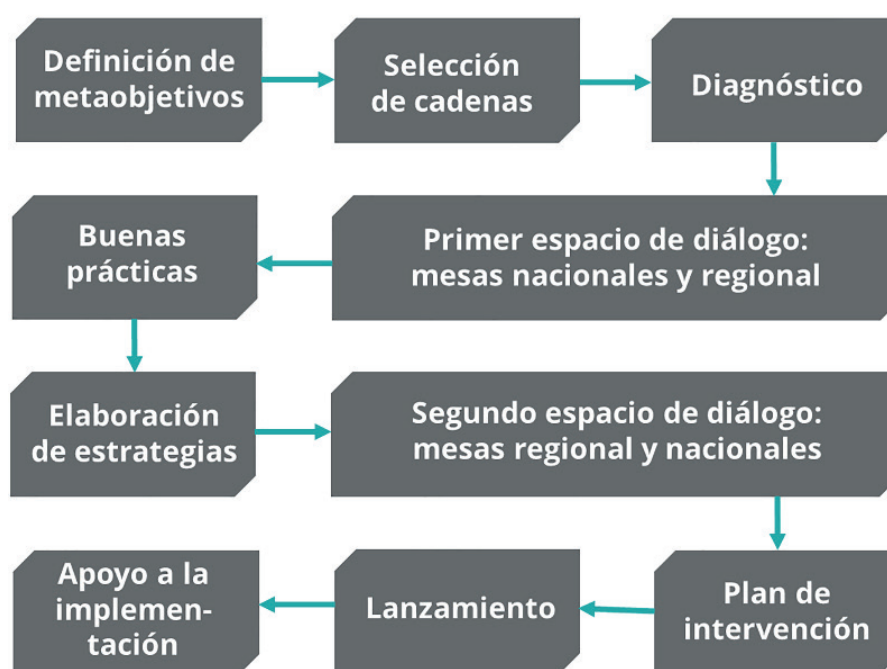 Definición de
metaobjetivos
Selección
de cadenas
Diagnóstico
Primer espacio de diálogo:
mesas nacionales y regional
Buenas
prácticas
Elaboración
de estrategias
Segundo espacio de diálogo:
mesas regional y nacionales
Plan de
intervención
Lanzamiento
Apoyo a la
implemen-
tación